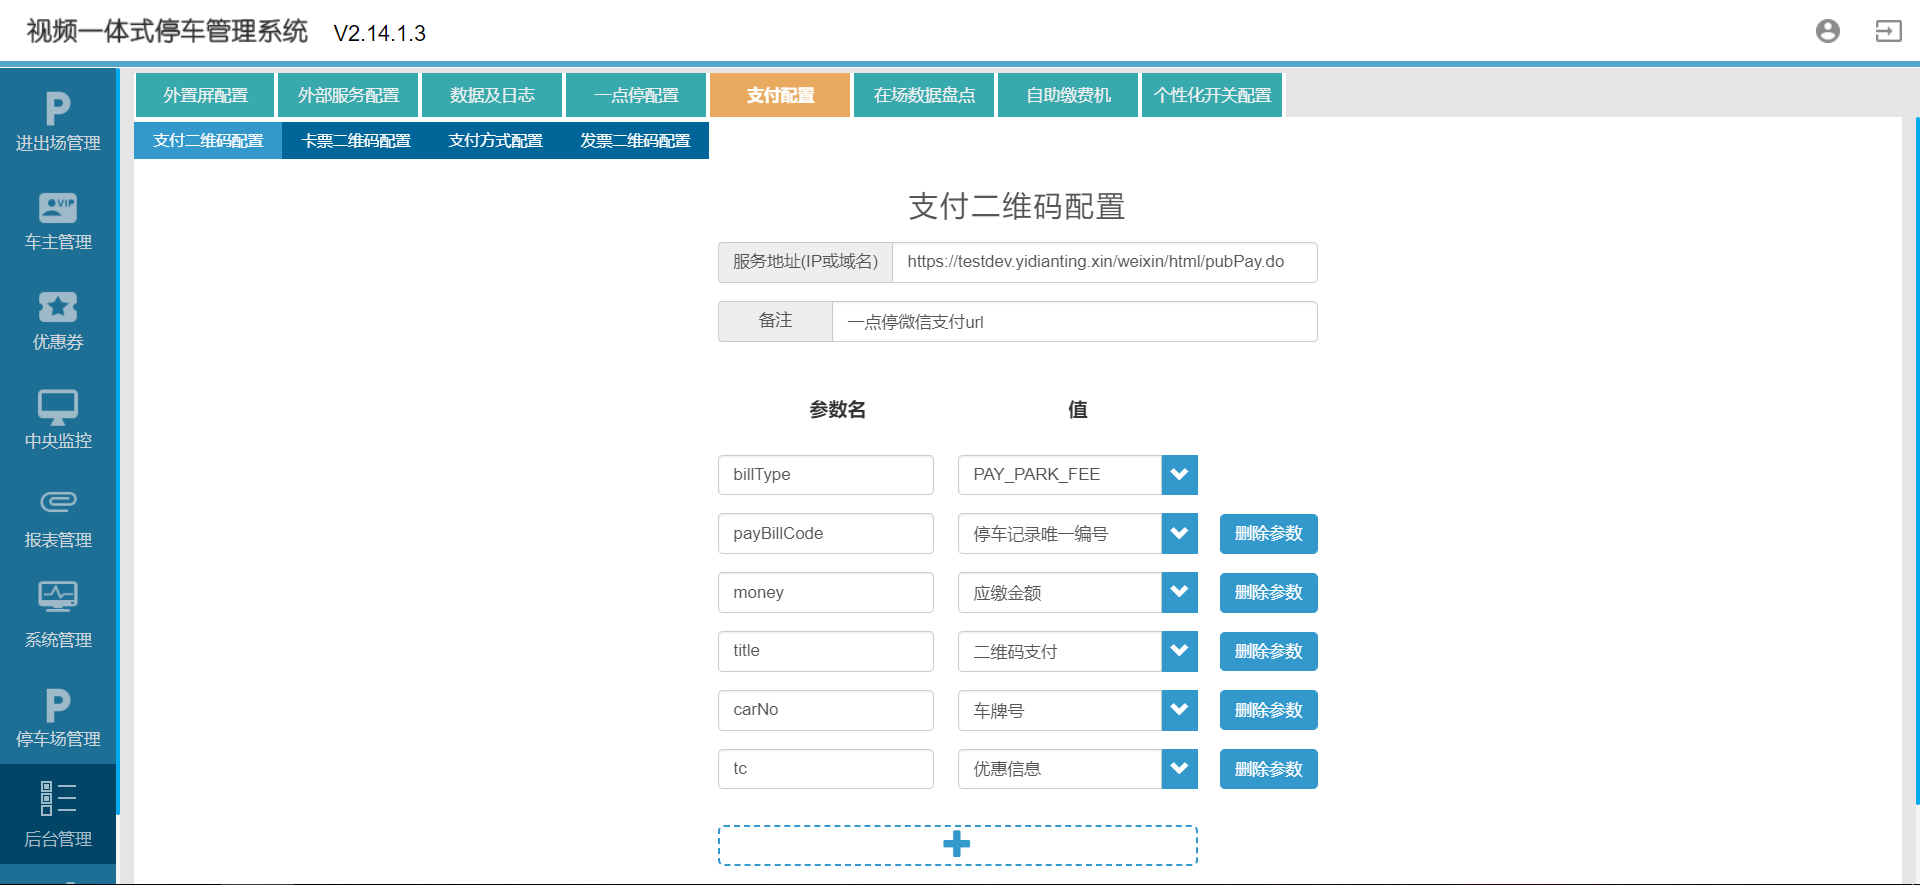 视频一体式停车管理系统 V2.14.1.3
进出场管理
VIP
车主管理
优惠券
中央监控
报表管理
系统管理
停车场管理
后台管理
外置屏配置 外部服务配置 数据及日志 一点停配置 支付配置 在场数据盘点 自助缴费机 个性化开关配置
支付二维码配置 卡票二维码配置 支付方式配置 发票二维码配置
支付二维码配置
服务地址(IP或域名) https://testdev.yidianting.xin/weixin/html/pubPay.do
备注 一点停微信支付url
参数名 值
billType PAY_PARK_FEE
payBillCode 停车记录唯一编号 删除参数
money 应缴金额 删除参数
title 二维码支付 删除参数
carNo 车牌号 删除参数
tc 优惠信息 删除参数